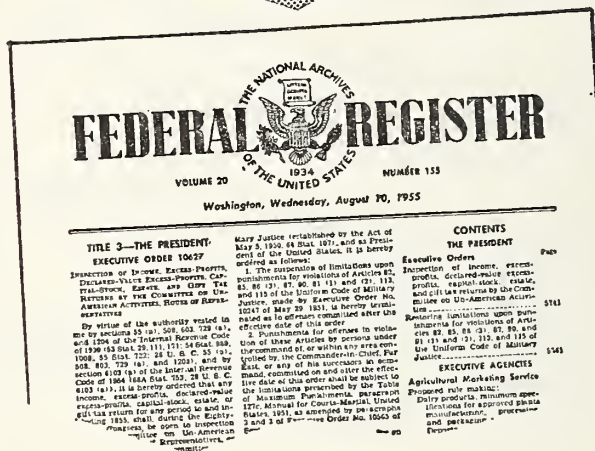 THE NATIONAL ARCHIVES
LITTERA SCRIPTA MANET
FEDERAL REGISTER
1934
OF THE UNITED STATES
VOLUME 20 NUMBER 155
Washington, Wednesday, August 10, 1955
TITLE 3—THE PRESIDENT
EXECUTIVE ORDER 10627
INSPECTION OF INCOME, EXCESS-PROFITS,
DECLARED-VALUE EXCESS-PROFITS, CAP-
ITAL-STOCK, ESTATE, AND GIFT TAX
RETURNS BY THE COMMITTEE ON UN-
AMERICAN ACTIVITIES, HOUSE OF REPRE-
SENTATIVES
By virtue of the authority vested in
me by sections 55 (a), 508, 603, 729 (a),
and 1204 of the Internal Revenue Code
of 1939 (53 Stat. 29, 111, 171; 54 Stat. 989,
1008; 55 Stat. 722; 26 U. S. C. 55 (a),
508, 603, 729 (a), and 1204), and by
section 6103 (a) of the Internal Revenue
Code of 1954 (68A Stat. 753, 26 U. S. C.
6103 (a)), it is hereby ordered that any
income, excess-profits, declared-value
excess-profits, capital-stock, estate, or
gift tax return for any period to and in-
1955, shall, during the Eighty-
Congress, be open to inspection
on Un-American
Representatives,
tary Justice (established by the Act of
May 5, 1950, 64 Stat. 107), and as Presi-
dent of the United States, it is hereby
ordered as follows:
1. The suspension of limitations upon
punishments for violations of Articles 82,
85, 86 (3), 87, 90, 91 (1) and (2), 113,
and 115 of the Uniform Code of Military
Justice, made by Executive Order No.
10247 of May 29 1951, is hereby termi-
nated as to offenses committed after the
effective date of this order
2. Punishments for offenses in viola-
tion of these Articles by persons under
the command of, or within any area con-
trolled by, the Commander-in-Chief, Far
East, or any of his successors in com-
mand, committed on and after the effec-
tive date of this order shall be subject to
the limitations prescribed by the Table
of Maximum Punishments, paragraph
127c, Manual for Courts-Martial, United
States, 1951, as amended by paragraphs
2 and 3 of Order No. 10565 of
CONTENTS
THE PRESIDENT
Executive Orders Page
Inspection of income, excess-
profits, declared-value excess-
profits, capital-stock, estate,
and gift tax returns by the Com-
mittee on Un-American Activi-
ties
Restoring limitations upon pun-
ishments for violations of Arti-
cles 82, 85, 86 (3), 87, 90, and
91 (1) and (2), 113, and 115 of
the Uniform Code of Military
Justice
EXECUTIVE AGENCIES
Agricultural Marketing Service
Proposed rule making:
Dairy products, minimum spec-
ifications for approved plants
manufacturing, processing
and packaging